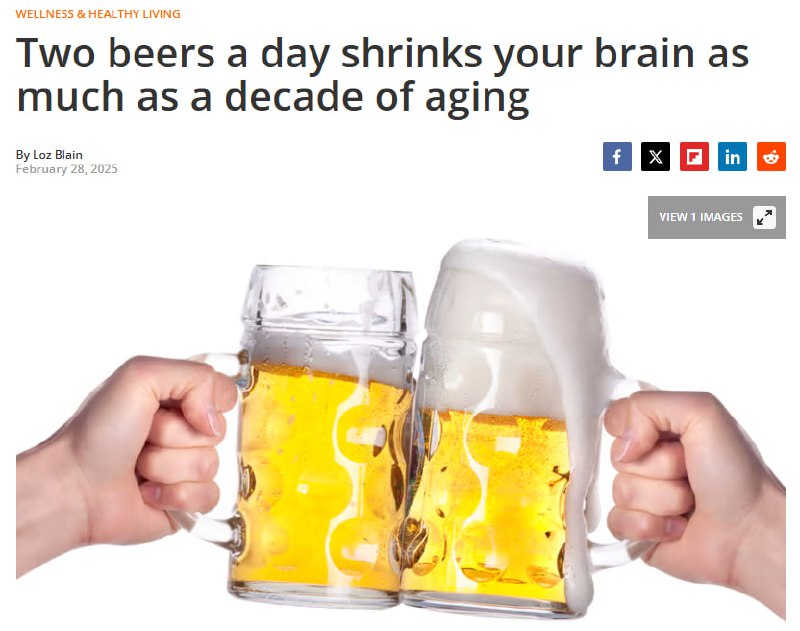 WELLNESS & HEALTHY LIVING
Two beers a day shrinks your brain as
much as a decade of aging
By Loz Blain
February 28, 2025
VIEW 1 IMAGES